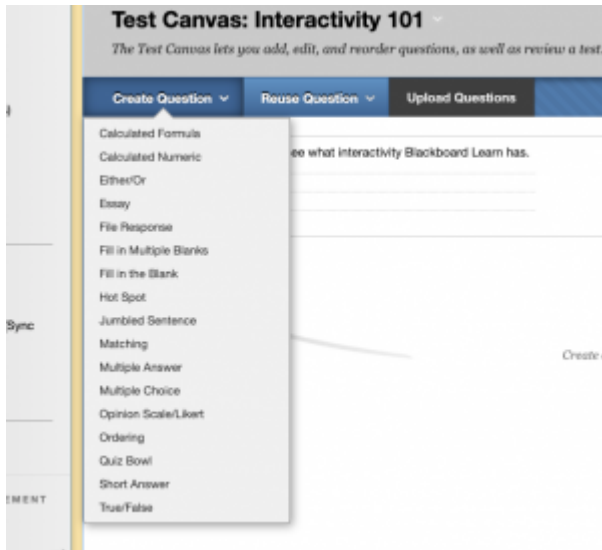 Test Canvas: Interactivity 101
The Test Canvas lets you add, edit, and reorder questions, as well as review a test.
Create Question
Reuse Question
Upload Questions
Calculated Formula
Calculated Numeric
ee what interactivity Blackboard Learn has.
Either/Or
Essay
File Response
Fill in Multiple Blanks
Fill in the Blank
Hot Spot
Jumbled Sentence
/Sync
Matching
Create
Multiple Answer
Multiple Choice
Opinion Scale/Likert
Ordering
Quiz Bowl
Short Answer
EMENT
True/False